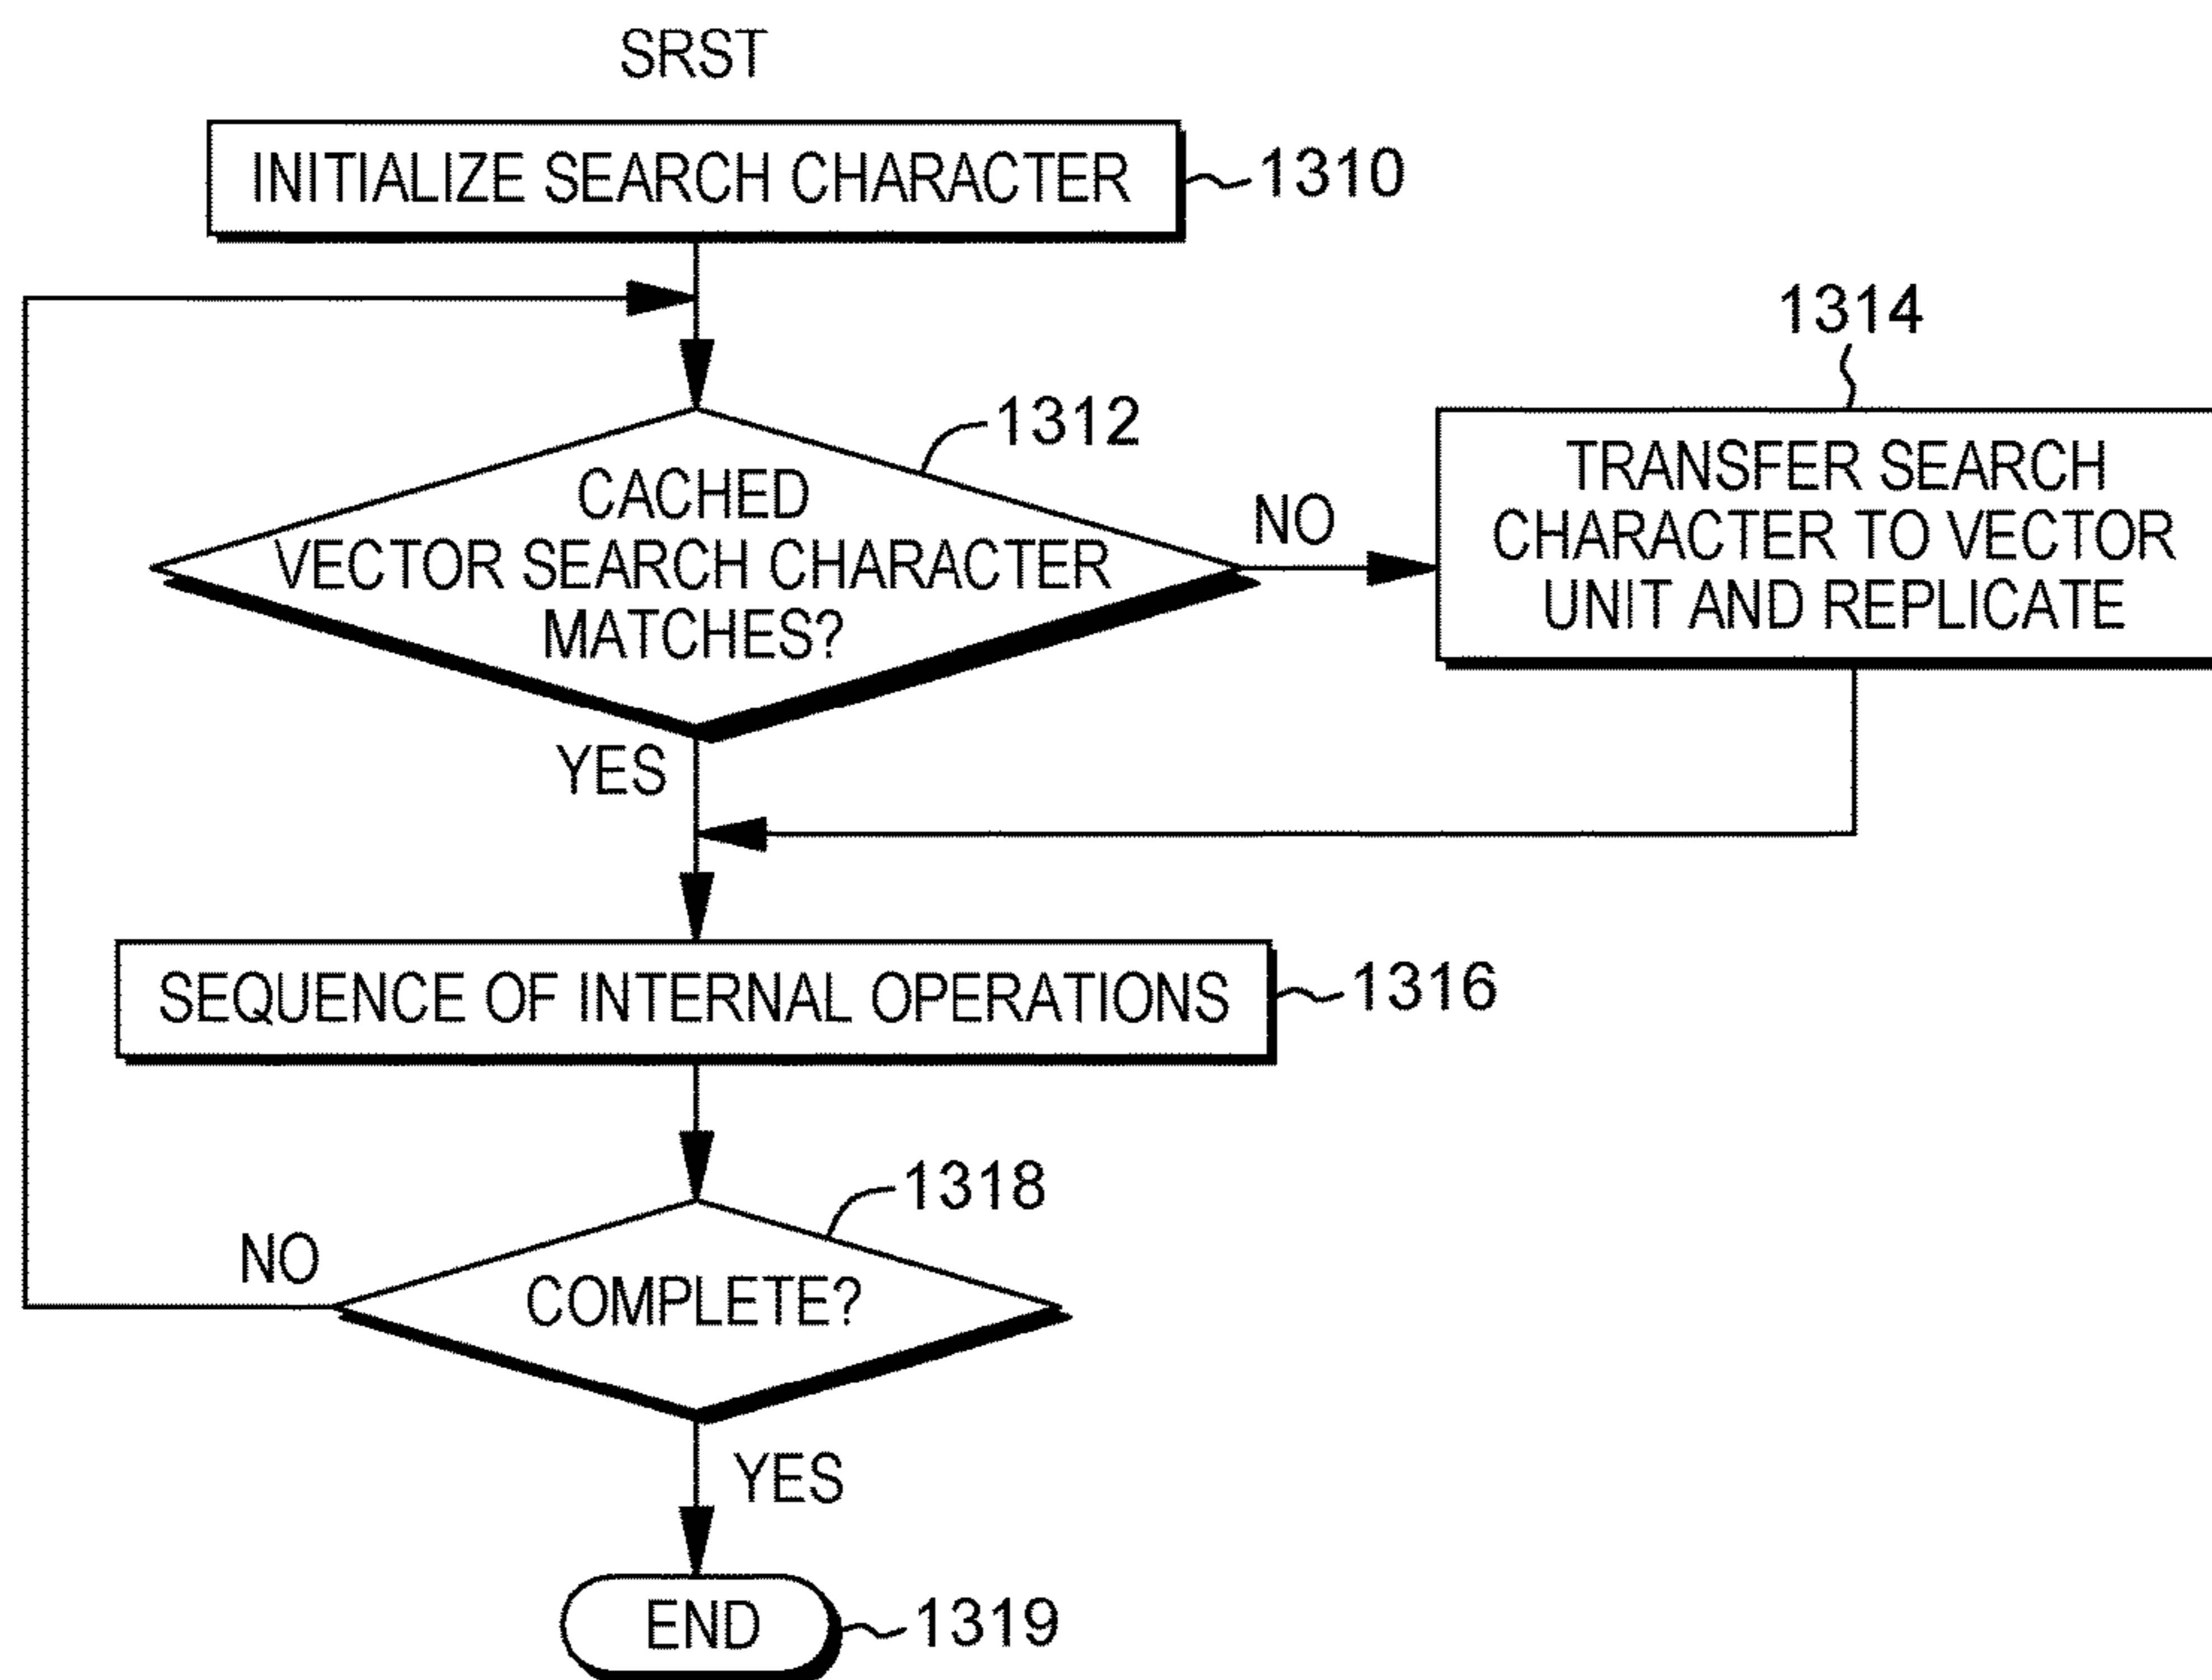 SRST
INITIALIZE SEARCH CHARACTER
1310
1312
CACHED
VECTOR SEARCH CHARACTER
MATCHES?
NO
1314
TRANSFER SEARCH
CHARACTER TO VECTOR
UNIT AND REPLICATE
YES
SEQUENCE OF INTERNAL OPERATIONS
1316
1318
COMPLETE?
NO
YES
END
1319